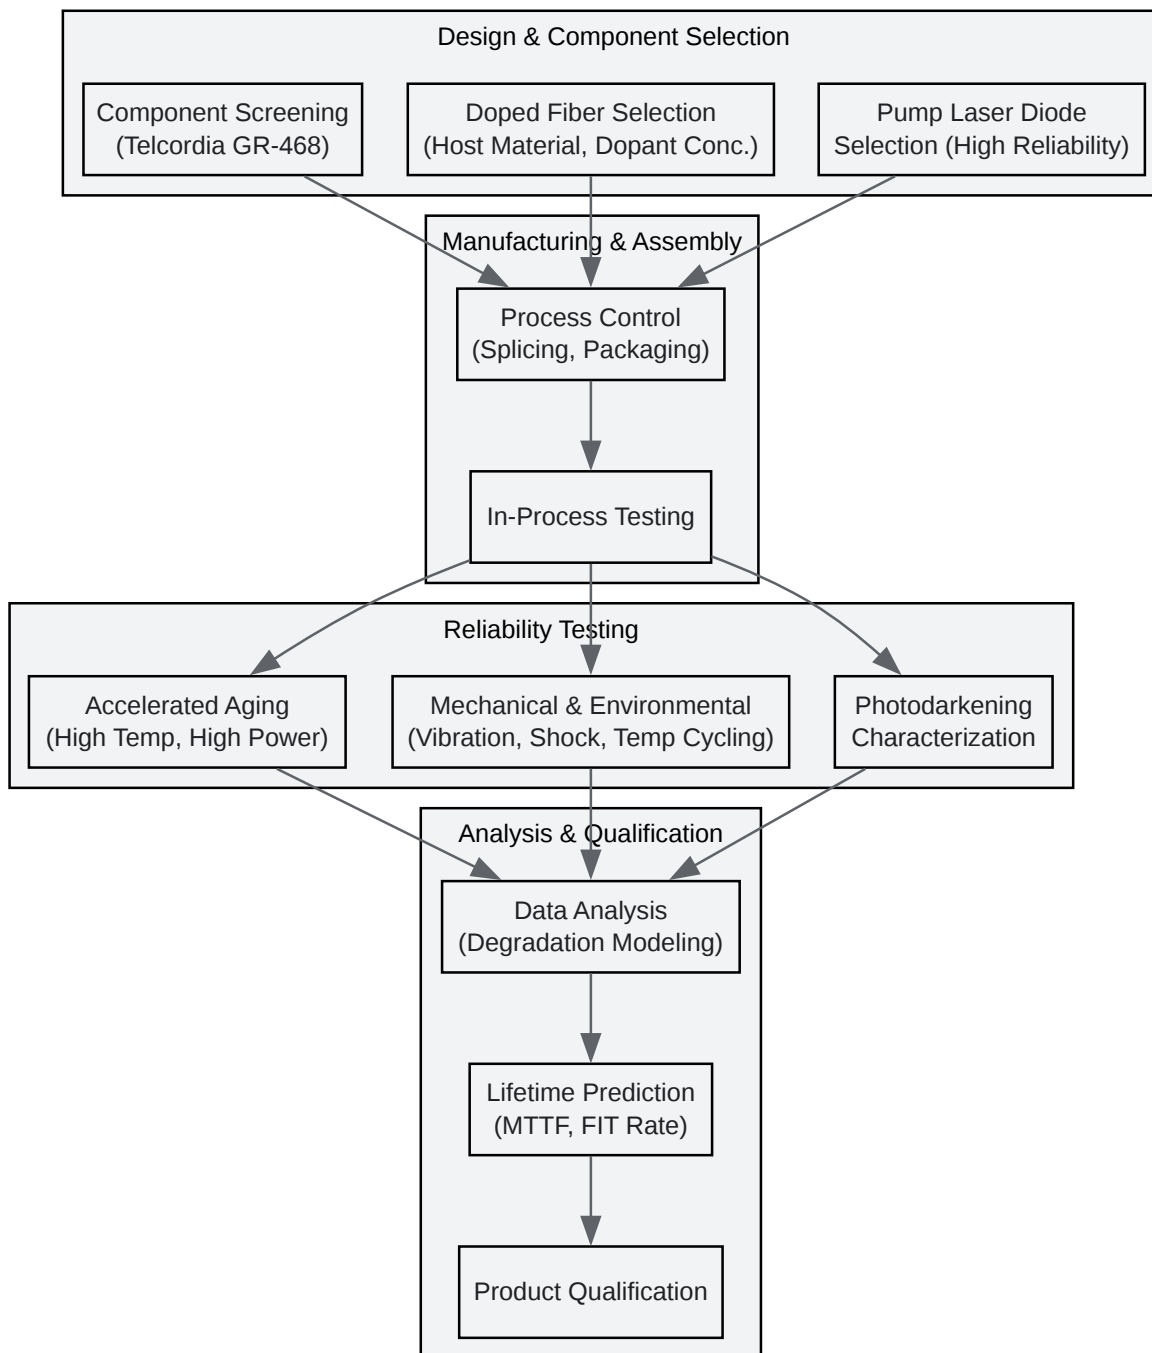 Design & Component Selection
Component Screening
(Telcordia GR-468)
Doped Fiber Selection
(Host Material, Dopant Conc.)
Pump Laser Diode
Selection (High Reliability)
Manufacturing & Assembly
Process Control
(Splicing, Packaging)
In-Process Testing
Reliability Testing
Accelerated Aging
(High Temp, High Power)
Mechanical & Environmental
(Vibration, Shock, Temp Cycling)
Photodarkening
Characterization
Analysis & Qualification
Data Analysis
(Degradation Modeling)
Lifetime Prediction
(MTTF, FIT Rate)
Product Qualification